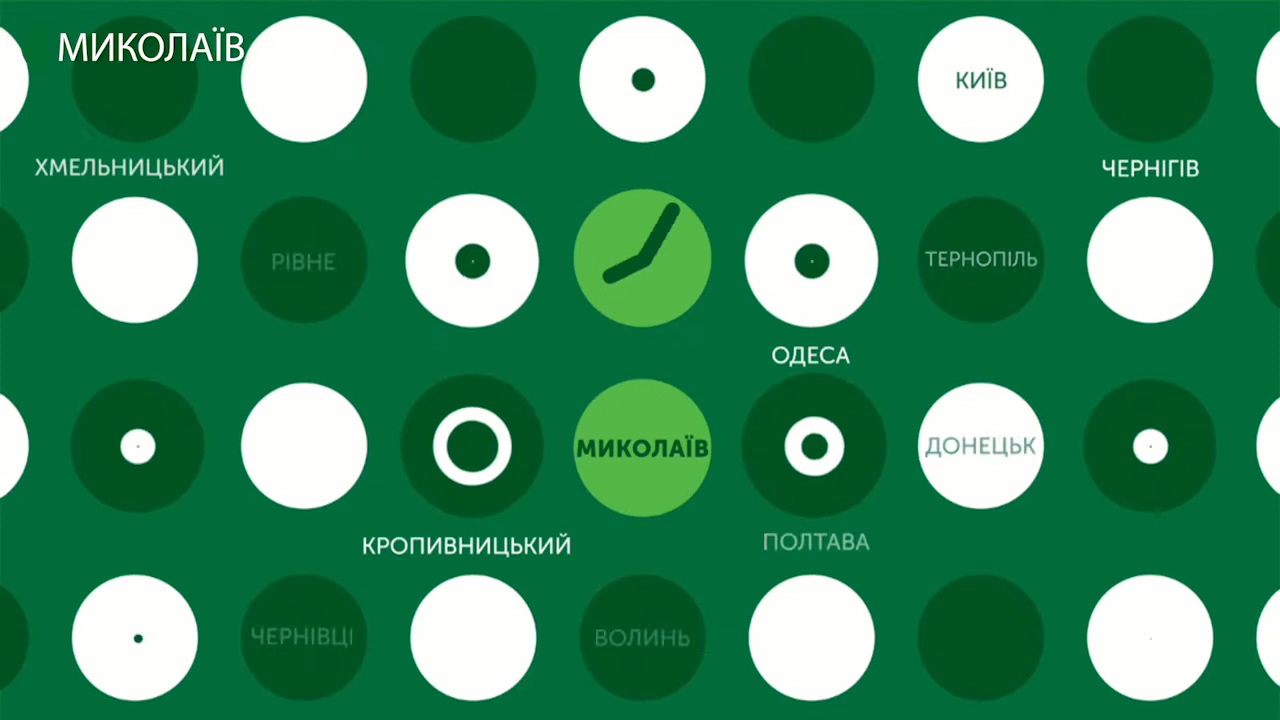 МИКОЛАЇВ
КИЇВ
ХМЕЛЬНИЦЬКИЙ
ЧЕРНІГІВ
РІВНЕ
ТЕРНОПІЛЬ
ОДЕСА
МИКОЛАЇВ
ДОНЕЦЬК
КРОПИВНИЦЬКИЙ
ПОЛТАВА
ЧЕРНІВЦІ
ВОЛИНЬ